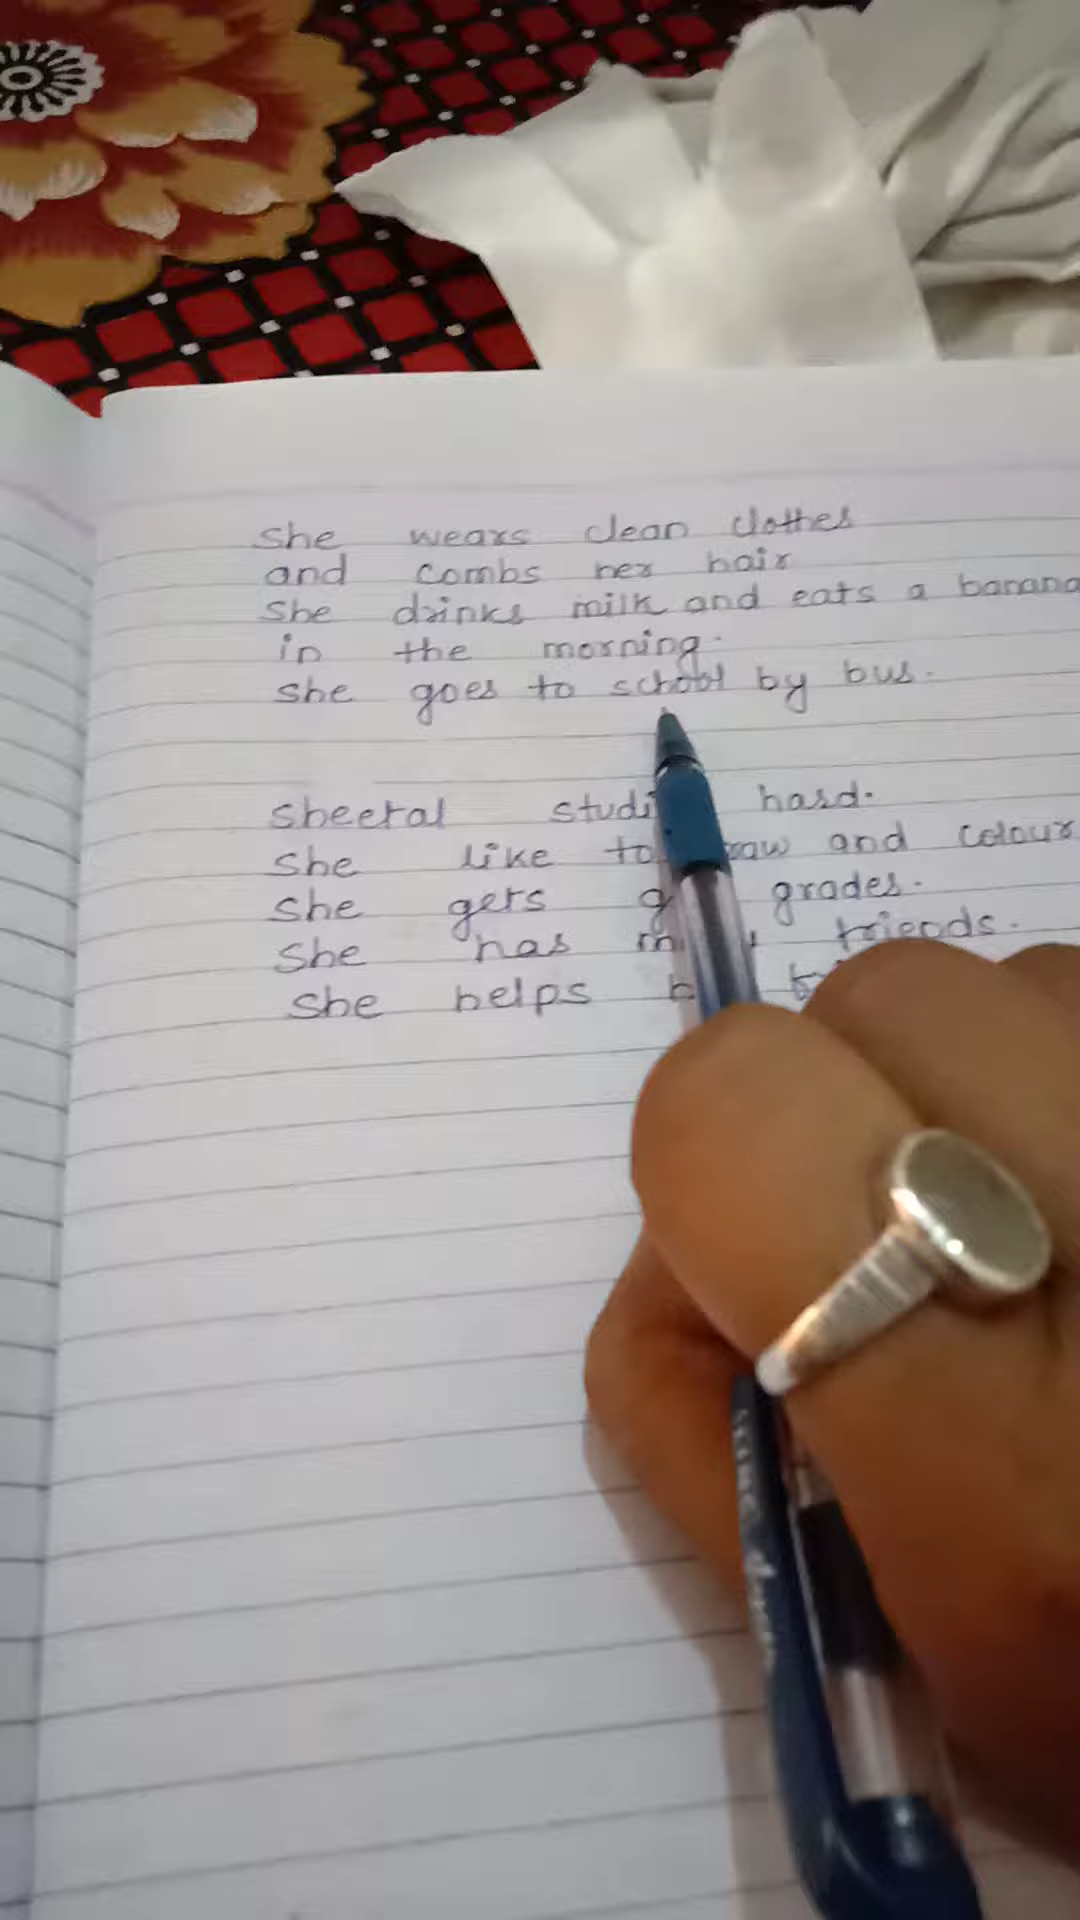 She wears clean clothes
and combs her hair
She drinks milk and eats a banana
in the morning.
She goes to school by bus.
Sheetal hard.
She like to and colour
She gets grades.
She has friends.
She helps